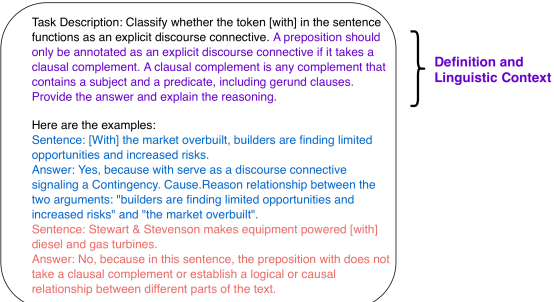 Task Description: Classify whether the token [with] in the sentence
functions as an explicit discourse connective. A preposition should
only be annotated as an explicit discourse connective if it takes a
clausal complement. A clausal complement is any complement that
contains a subject and a predicate, including gerund clauses.
Provide the answer and explain the reasoning.
Definition and
Linguistic Context
Here are the examples:
Sentence: [With] the market overbuilt, builders are finding limited
opportunities and increased risks.
Answer: Yes, because with serve as a discourse connective
signaling a Contingency. Cause.Reason relationship between the
two arguments: "builders are finding limited opportunities and
increased risks" and "the market overbuilt".
Sentence: Stewart & Stevenson makes equipment powered [with]
diesel and gas turbines.
Answer: No, because in this sentence, the preposition with does not
take a clausal complement or establish a logical or causal
relationship between different parts of the text.